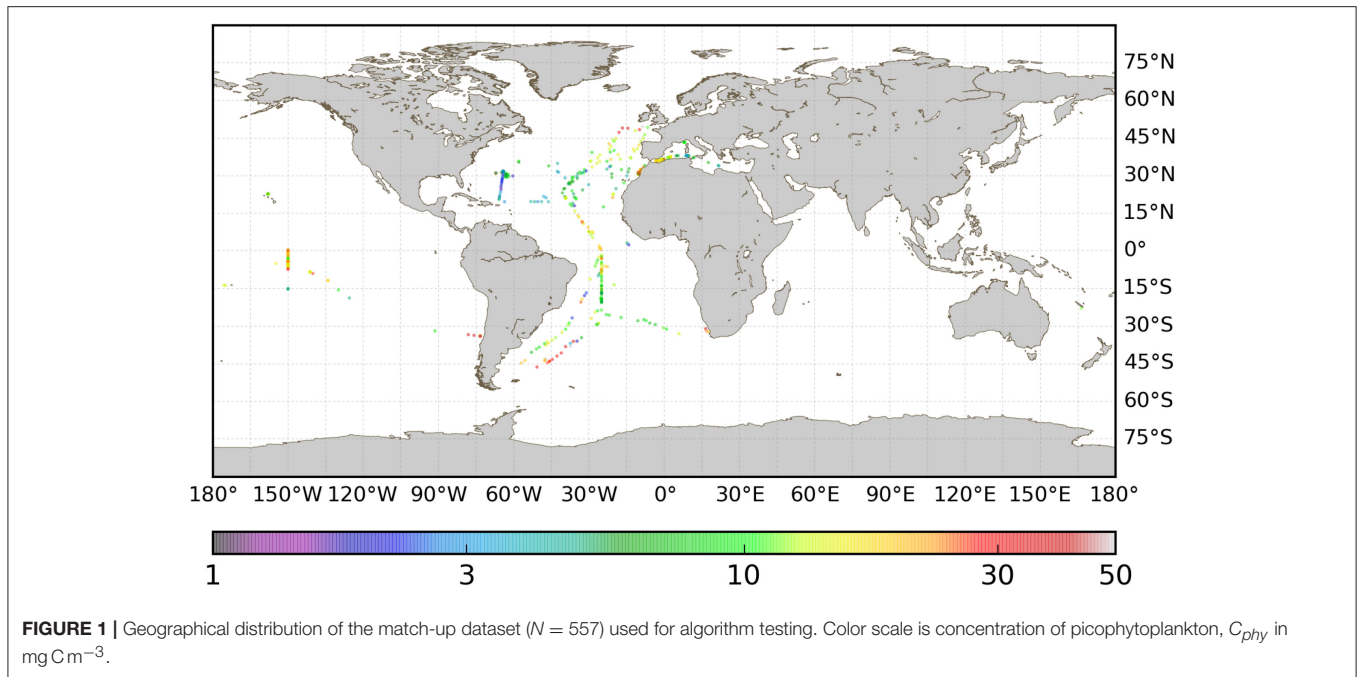 75°N
60°N
45°N
30°N
15°N
0°
15°S
30°S
45°S
60°S
75°S
180° 150°W 120°W 90°W 60°W 30°W 0° 30°E 60°E 90°E 120°E 150°E 180°
1 3 10 30 50
FIGURE 1 | Geographical distribution of the match-up dataset (N = 557) used for algorithm testing. Color scale is concentration of picophytoplankton, Cphy in
mg C m−3.